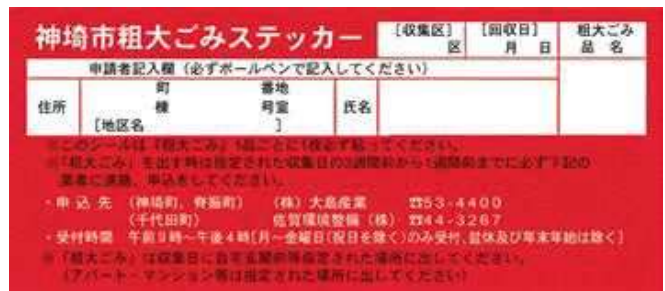 神埼市粗大ごみステッカー
［収集区］
区
［回収日］
月 日
粗大ごみ
品 名
申請者記入欄（必ずボールペンで記入してください）
住所
町 番地
棟 号室
［地区名 ］
氏名
※このシールは『粗大ごみ』1品ごとに1枚必ず貼ってください。
※『粗大ごみ』を出す時は指定された収集日の2週間前から1週間前までに必ず下記の
業者に連絡、申込をしてください。
・申 込 先 （神埼町、脊振町） （株）大島産業 ☎53-4400
（千代田町） 佐賀環境整備（株） ☎44-3267
・受付時間 午前9時～午後4時［月～金曜日（祝日を除く）のみ受付、盆休及び年末年始は除く］
※『粗大ごみ』は収集日に自宅玄関前等指定された場所に出してください。
（アパート・マンション等は指定された場所に出してください）